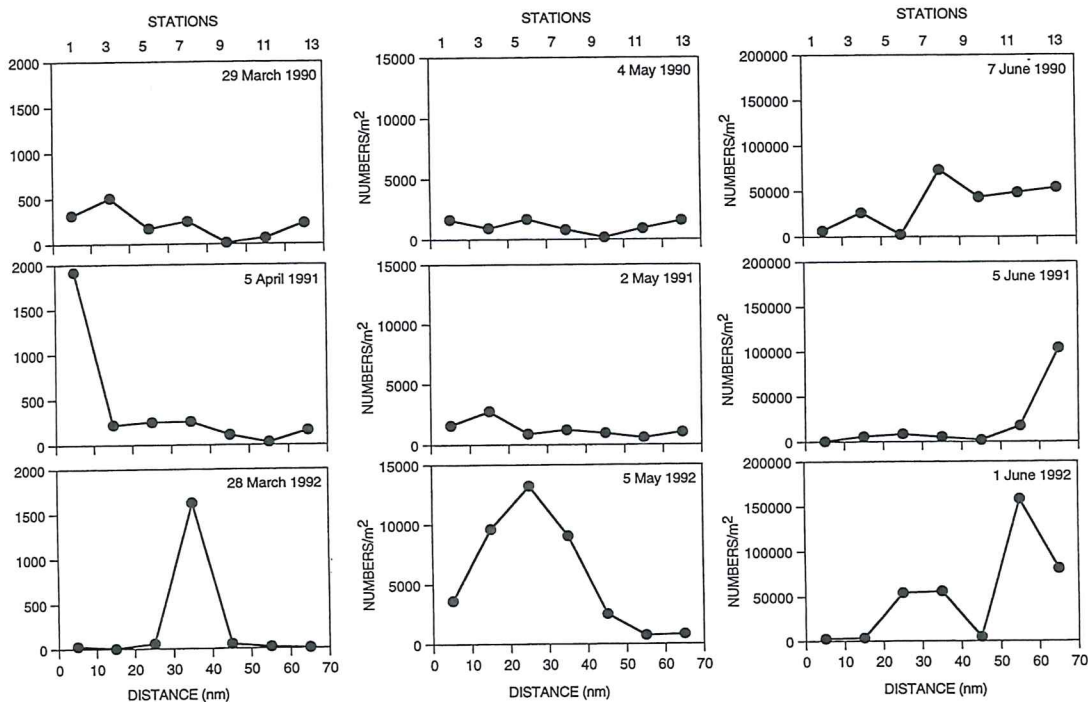 STATIONS
1 3 5 7 9 11 13
2000
1500
1000
500
0
29 March 1990
2000
1500
1000
500
0
5 April 1991
2000
1500
1000
500
0
28 March 1992
0 10 20 30 40 50 60 70
DISTANCE (nm)
STATIONS
1 3 5 7 9 11 13
NUMBERS/m²
15000
10000
5000
0
4 May 1990
NUMBERS/m²
15000
10000
5000
0
2 May 1991
NUMBERS/m²
15000
10000
5000
0
5 May 1992
0 10 20 30 40 50 60 70
DISTANCE (nm)
STATIONS
1 3 5 7 9 11 13
NUMBERS/m²
200000
150000
100000
50000
0
7 June 1990
NUMBERS/m²
200000
150000
100000
50000
0
5 June 1991
NUMBERS/m²
200000
150000
100000
50000
0
1 June 1992
0 10 20 30 40 50 60 70
DISTANCE (nm)